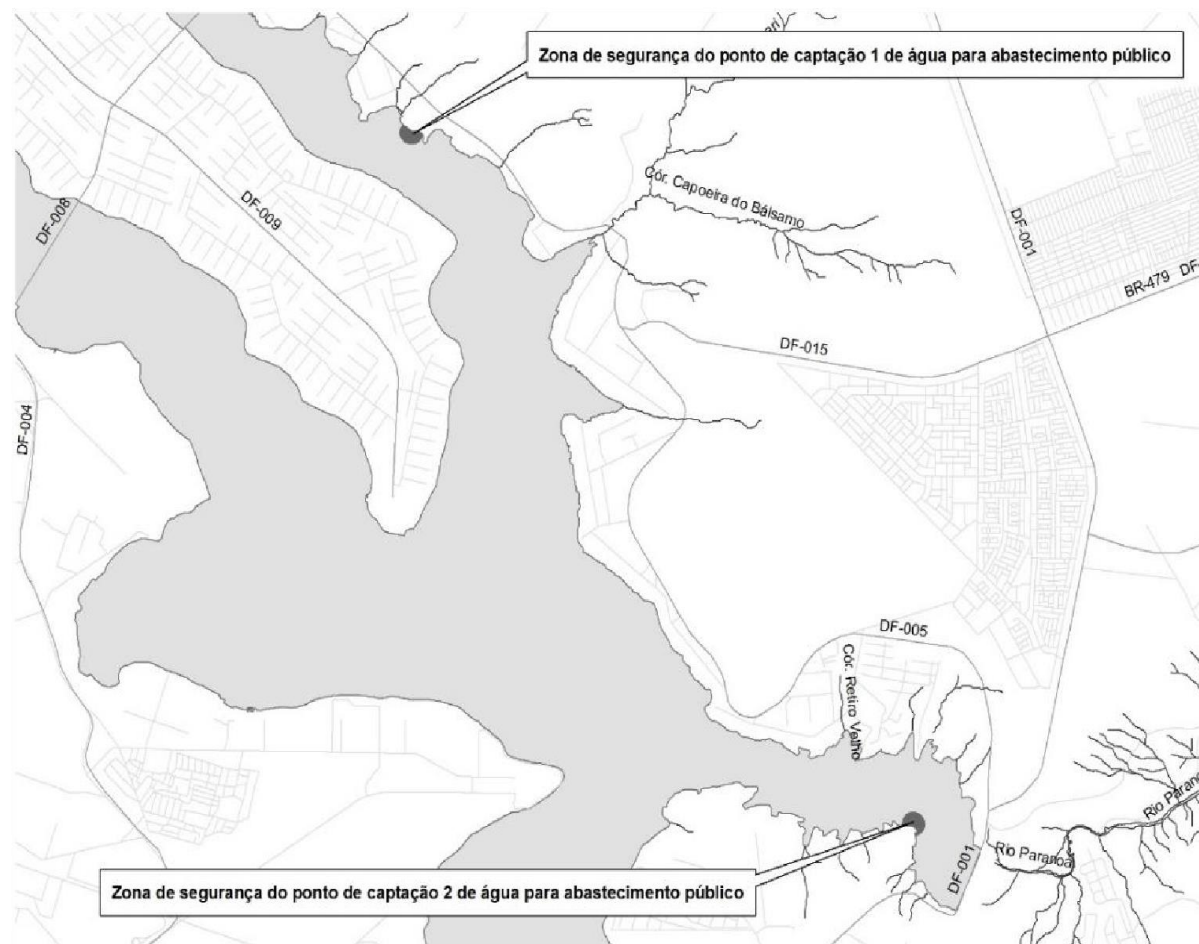 Zona de segurança do ponto de captação 1 de água para abastecimento público
Cór. Capoeira do Bálsamo
DF-008
DF-009
DF-001
BR-479 DF-
DF-015
DF-004
DF-005
Cór. Retiro Velho
Rio Paranoá
DF-001
Zona de segurança do ponto de captação 2 de água para abastecimento público